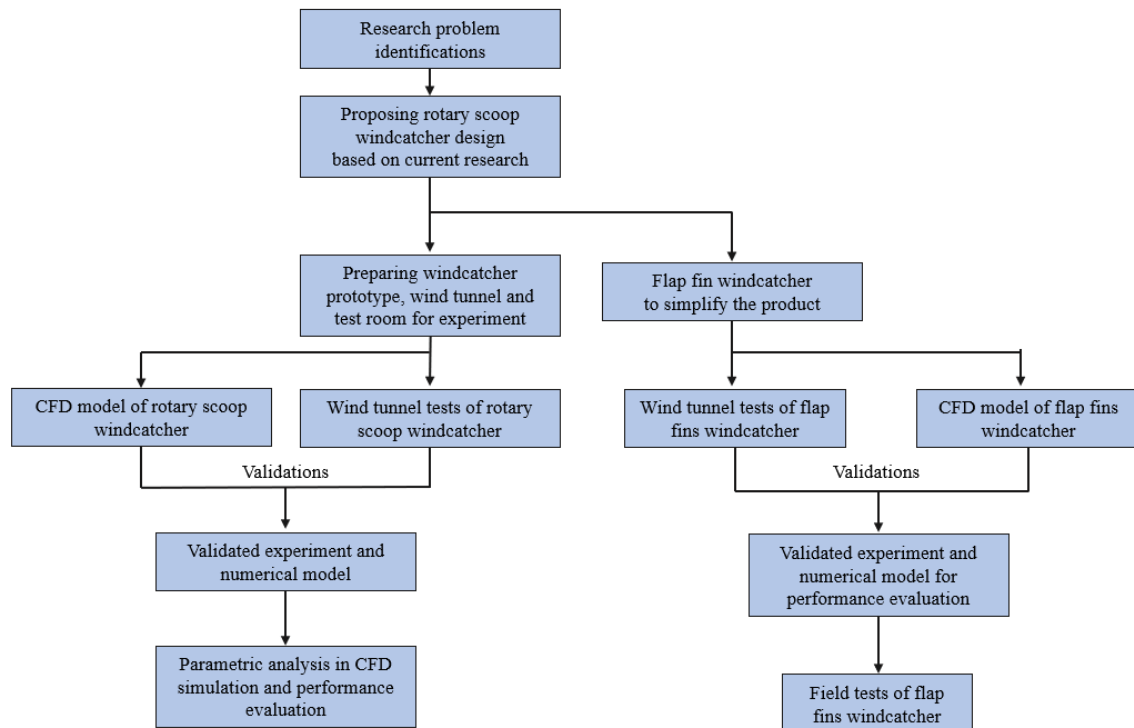 Research problem
identifications
Proposing rotary scoop
windcatcher design
based on current research
Preparing windcatcher
prototype, wind tunnel and
test room for experiment
Flap fin windcatcher
to simplify the product
CFD model of rotary scoop
windcatcher
Wind tunnel tests of rotary
scoop windcatcher
Wind tunnel tests of flap
fins windcatcher
CFD model of flap fins
windcatcher
Validations
Validations
Validated experiment and
numerical model
Validated experiment and
numerical model for
performance evaluation
Parametric analysis in CFD
simulation and performance
evaluation
Field tests of flap
fins windcatcher